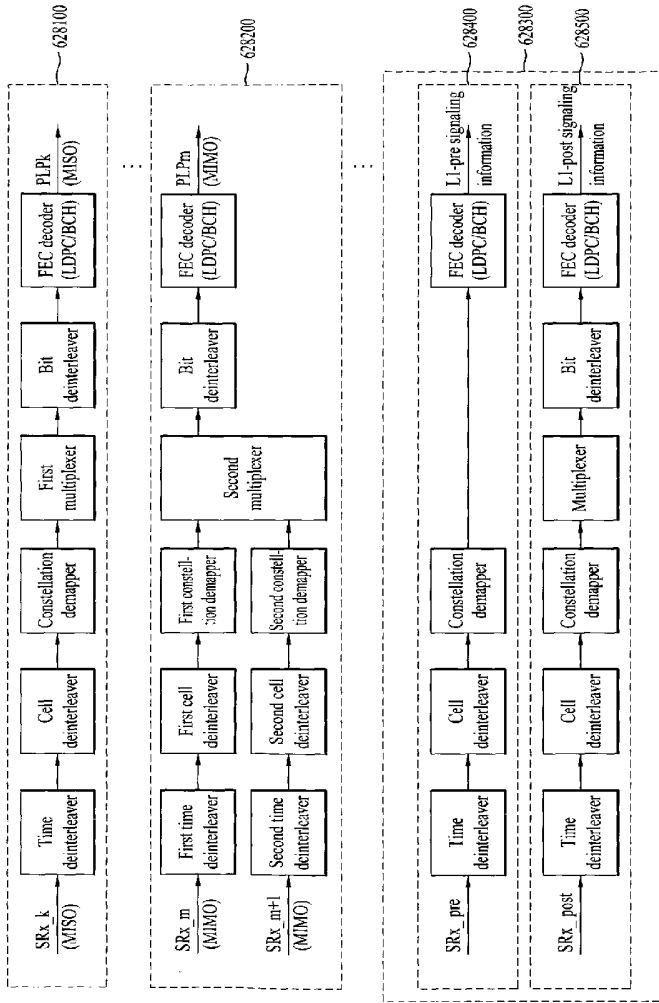 628100
SRx_k
(MISO)
Time
deinterleaver
Cell
deinterleaver
Constellation
demapper
First
multiplexer
Bit
deinterleaver
FEC decoder
(LDPC/BCH)
PLPk
(MISO)
...
628200
SRx_m
(MIMO)
First time
deinterleaver
First cell
deinterleaver
First constell-
tion demapper
SRx_m+1
(MIMO)
Second time
deinterleaver
Second cell
deinterleaver
Second constell-
tion demapper
Second
multiplexer
Bit
deinterleaver
FEC decoder
(LDPC/BCH)
PLPm
(MIMO)
...
628400
SRx_pre
Time
deinterleaver
Cell
deinterleaver
Constellation
demapper
FEC decoder
(LDPC/BCH)
L1-pre signaling
information
628300
628500
SRx_post
Time
deinterleaver
Cell
deinterleaver
Constellation
demapper
Multiplexer
Bit
deinterleaver
FEC decoder
(LDPC/BCH)
L1-post signaling
information